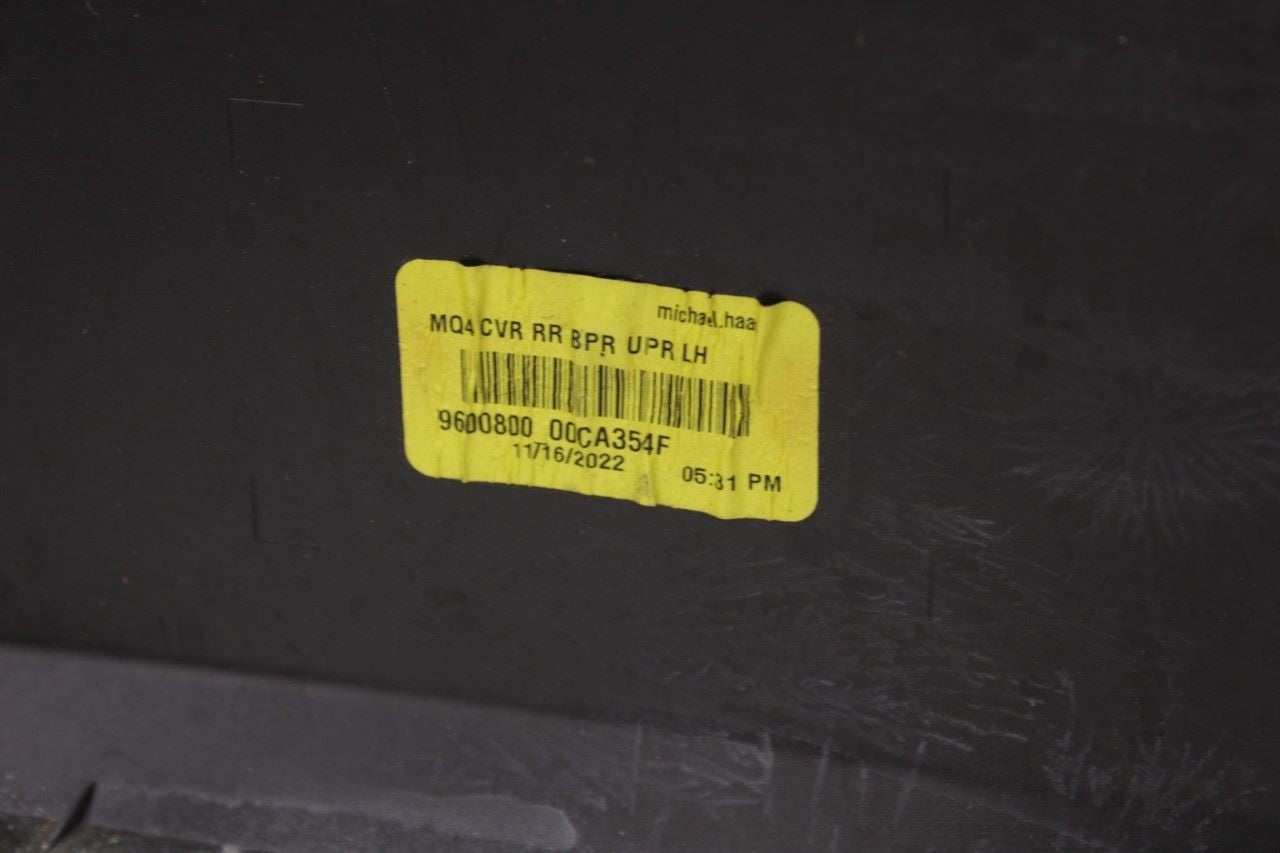 michael.haa
MQ4 CVR RR BPR UPR LH
9600800 00CA354F
11/16/2022 05:31 PM